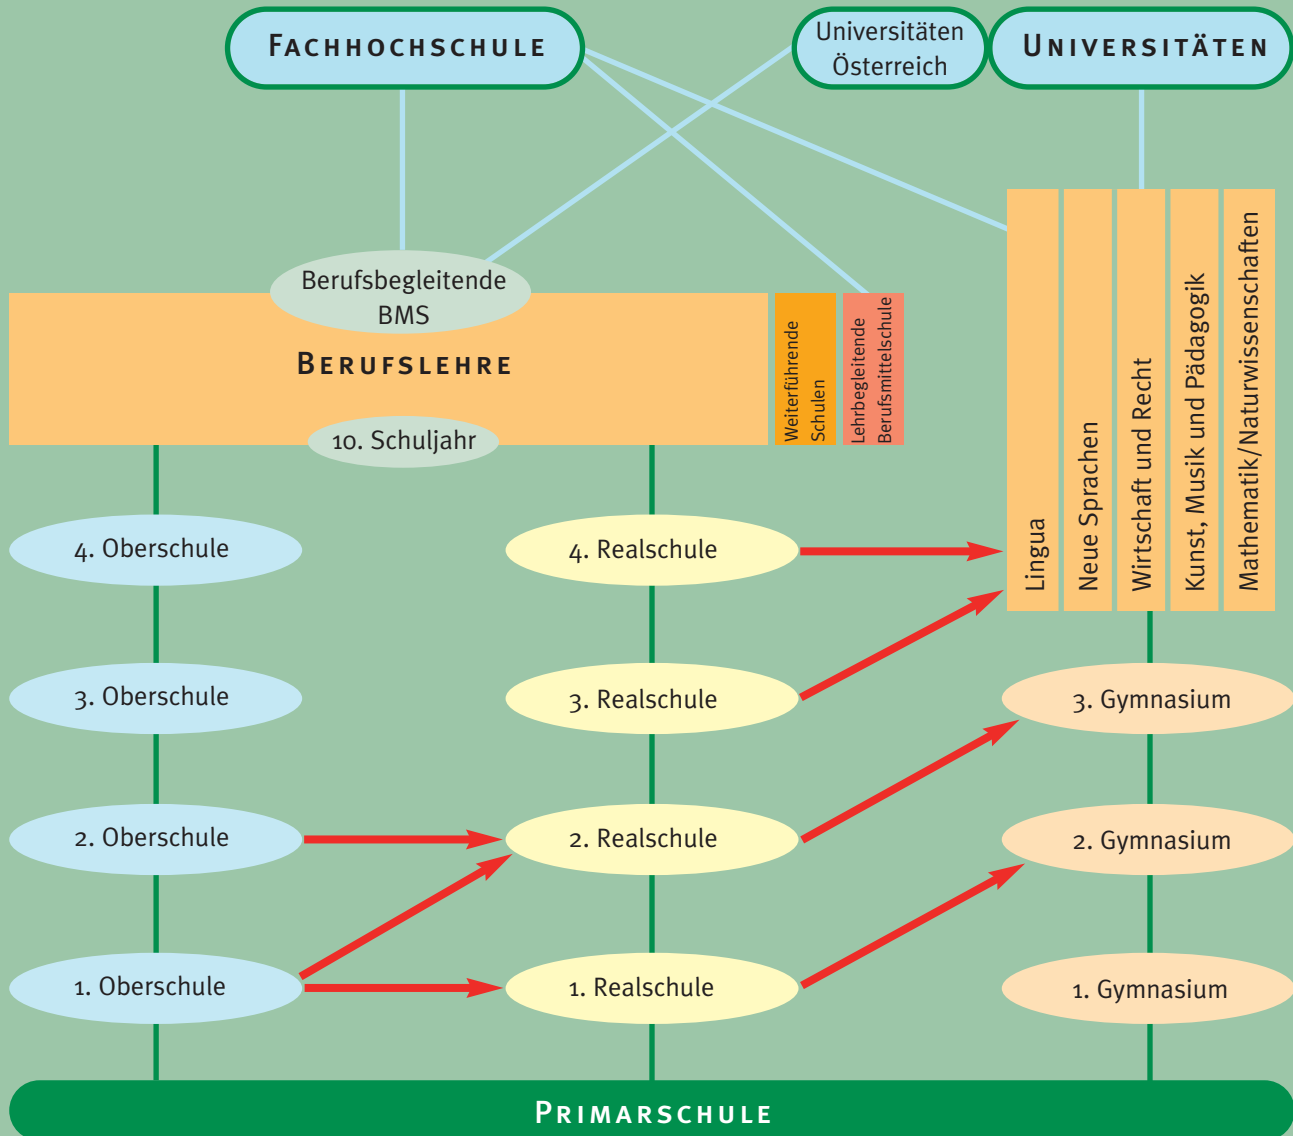 FACHHOCHSCHULE
Universitäten
Österreich
UNIVERSITÄTEN
Berufsbegleitende
BMS
BERUFSLEHRE
10. Schuljahr
Weiterführende
Schulen
Lehrbegleitende
Berufsmittelschule
Lingua
Neue Sprachen
Wirtschaft und Recht
Kunst, Musik und Pädagogik
Mathematik/Naturwissenschaften
4. Oberschule
4. Realschule
3. Oberschule
3. Realschule
3. Gymnasium
2. Oberschule
2. Realschule
2. Gymnasium
1. Oberschule
1. Realschule
1. Gymnasium
PRIMARSCHULE